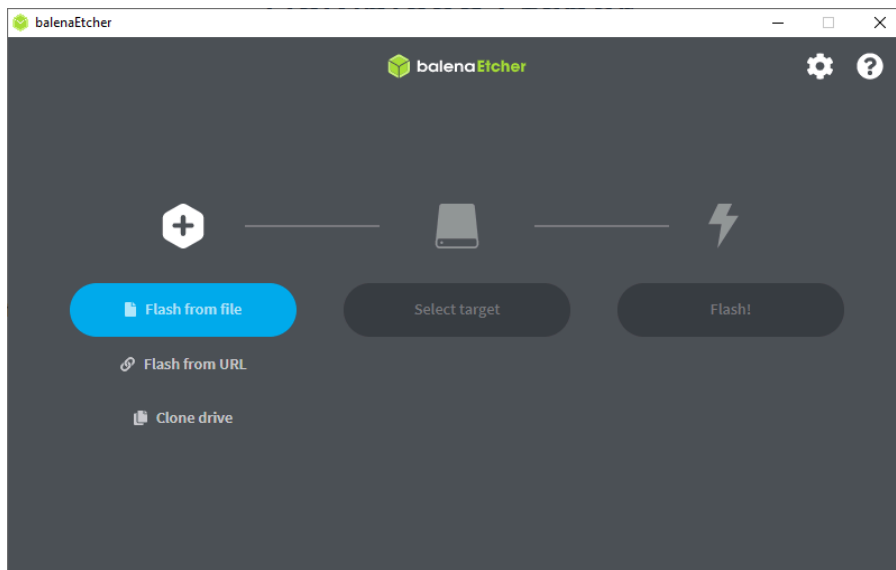 balenaEtcher
balenaEtcher
Flash from file
Select target
Flash!
Flash from URL
Clone drive